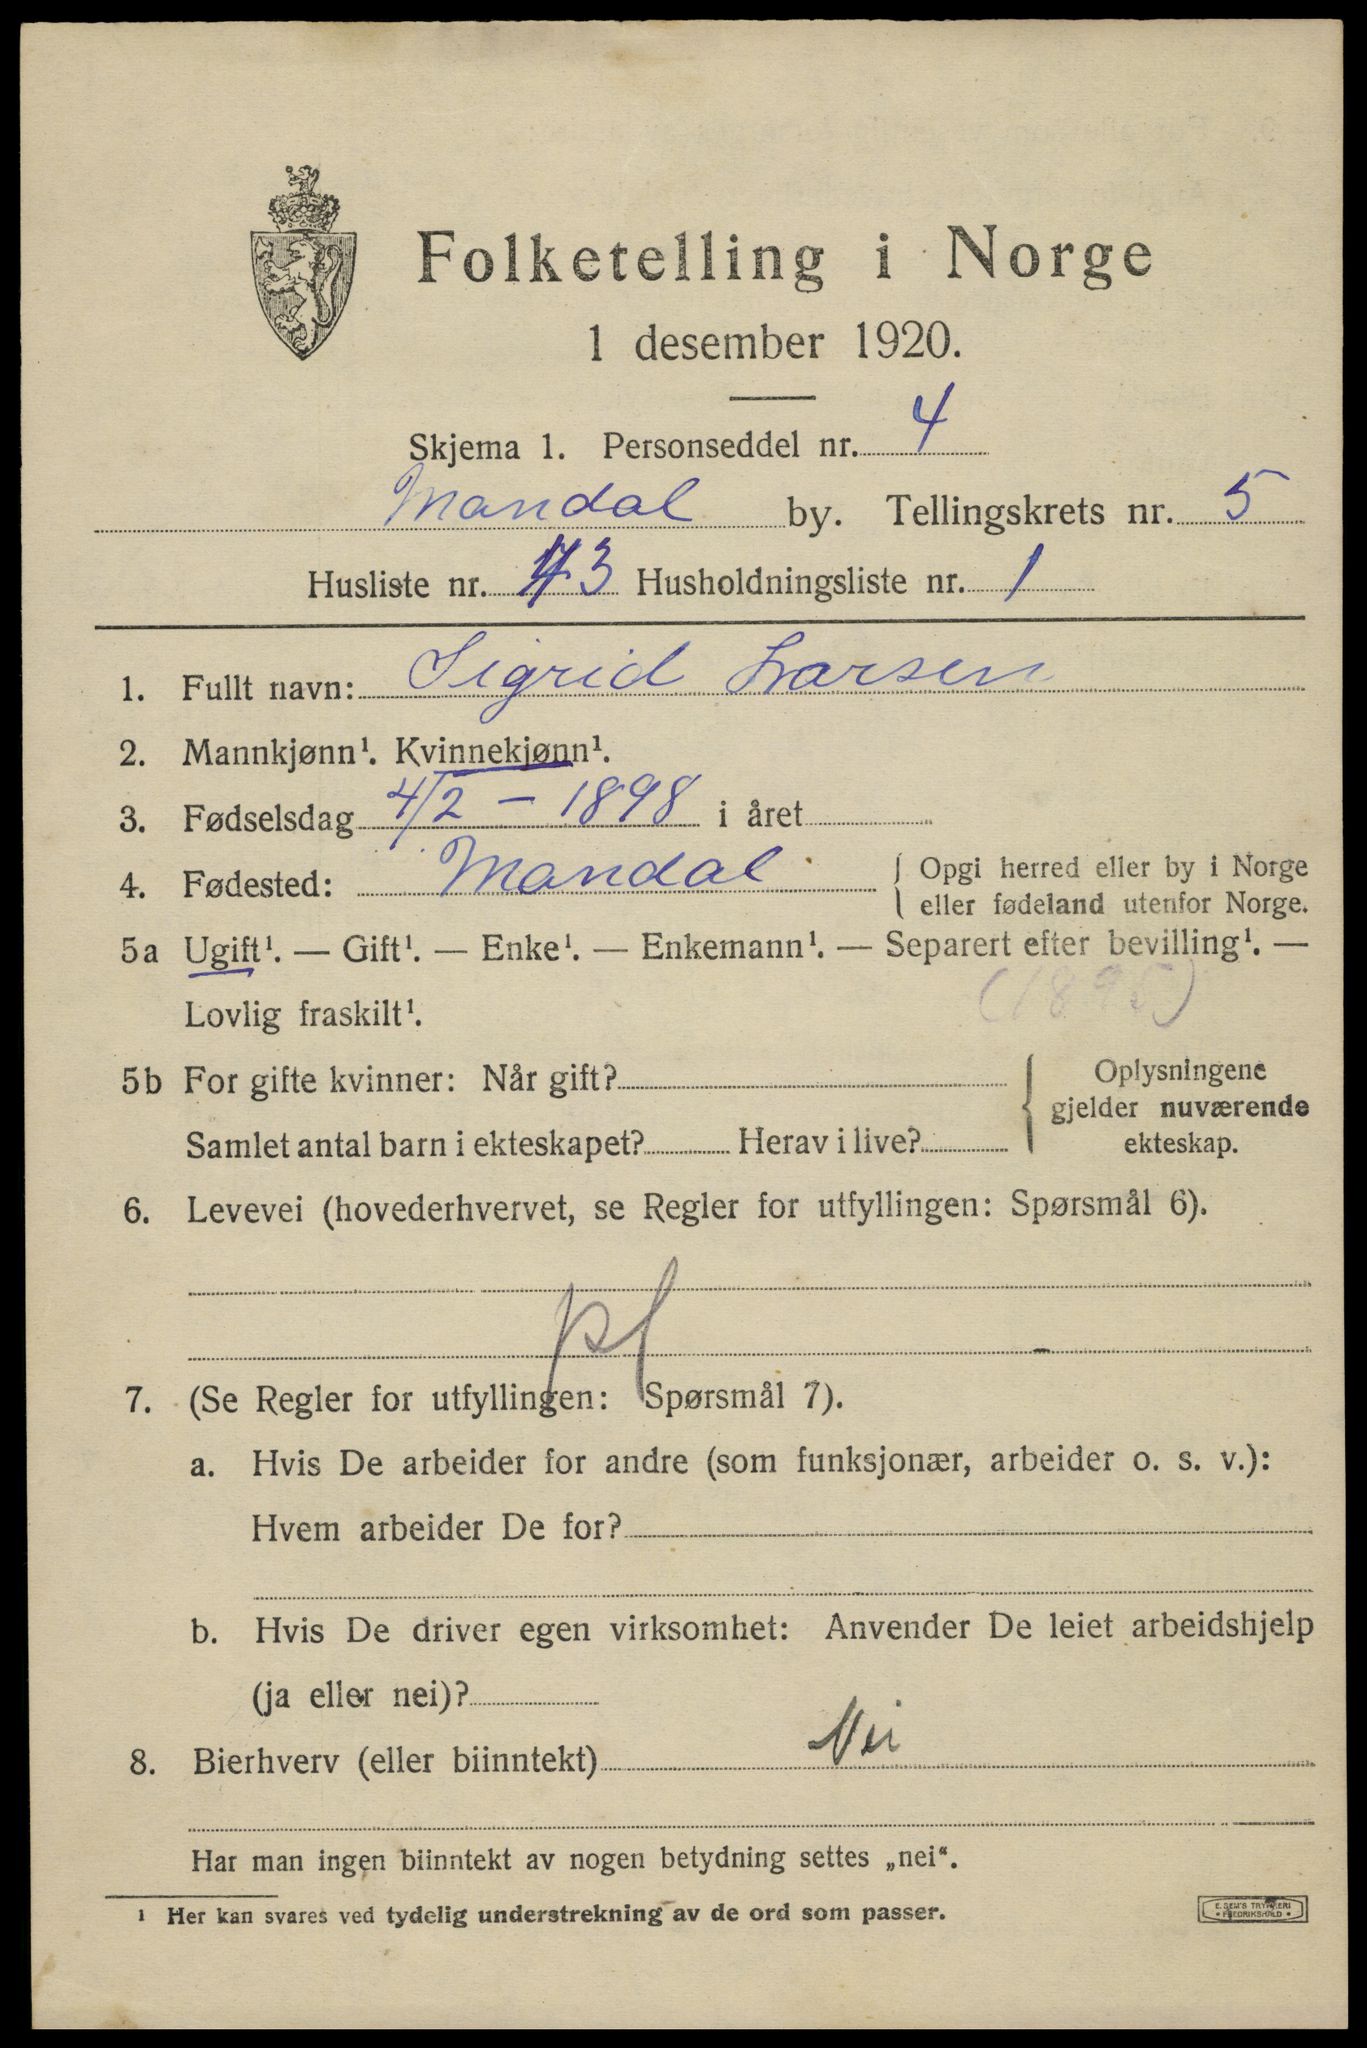 Folketelling i Norge
1 desember 1920.
Skjema 1. Personseddel nr. 4
Mandal by. Tellingskrets nr. 5
Husliste nr. 73 Husholdningsliste nr. 1
1. Fullt navn: Sigrid Larsen
2. Mannkjønn¹. Kvinnekjønn¹.
3. Fødselsdag 4/2 - 1898 i året
4. Fødested: Mandal { Opgi herred eller by i Norge
eller fødeland utenfor Norge.
5a Ugift¹. — Gift¹. — Enke¹. — Enkemann¹. — Separert efter bevilling¹. —
Lovlig fraskilt¹.
5b For gifte kvinner: Når gift? { Oplysningene
gjelder nuværende
Samlet antal barn i ekteskapet? Herav i live? ekteskap.
6. Levevei (hovederhvervet, se Regler for utfyllingen: Spørsmål 6).
pl
7. (Se Regler for utfyllingen: Spørsmål 7).
a. Hvis De arbeider for andre (som funksjonær, arbeider o. s. v.):
Hvem arbeider De for?
b. Hvis De driver egen virksomhet: Anvender De leiet arbeidshjelp
(ja eller nei)?
8. Bierhverv (eller biinntekt) Nei
Har man ingen biinntekt av nogen betydning settes „nei“.
¹ Her kan svares ved tydelig understrekning av de ord som passer.
E. SEM'S TRYKKERI
* FREDRIKSHALD *